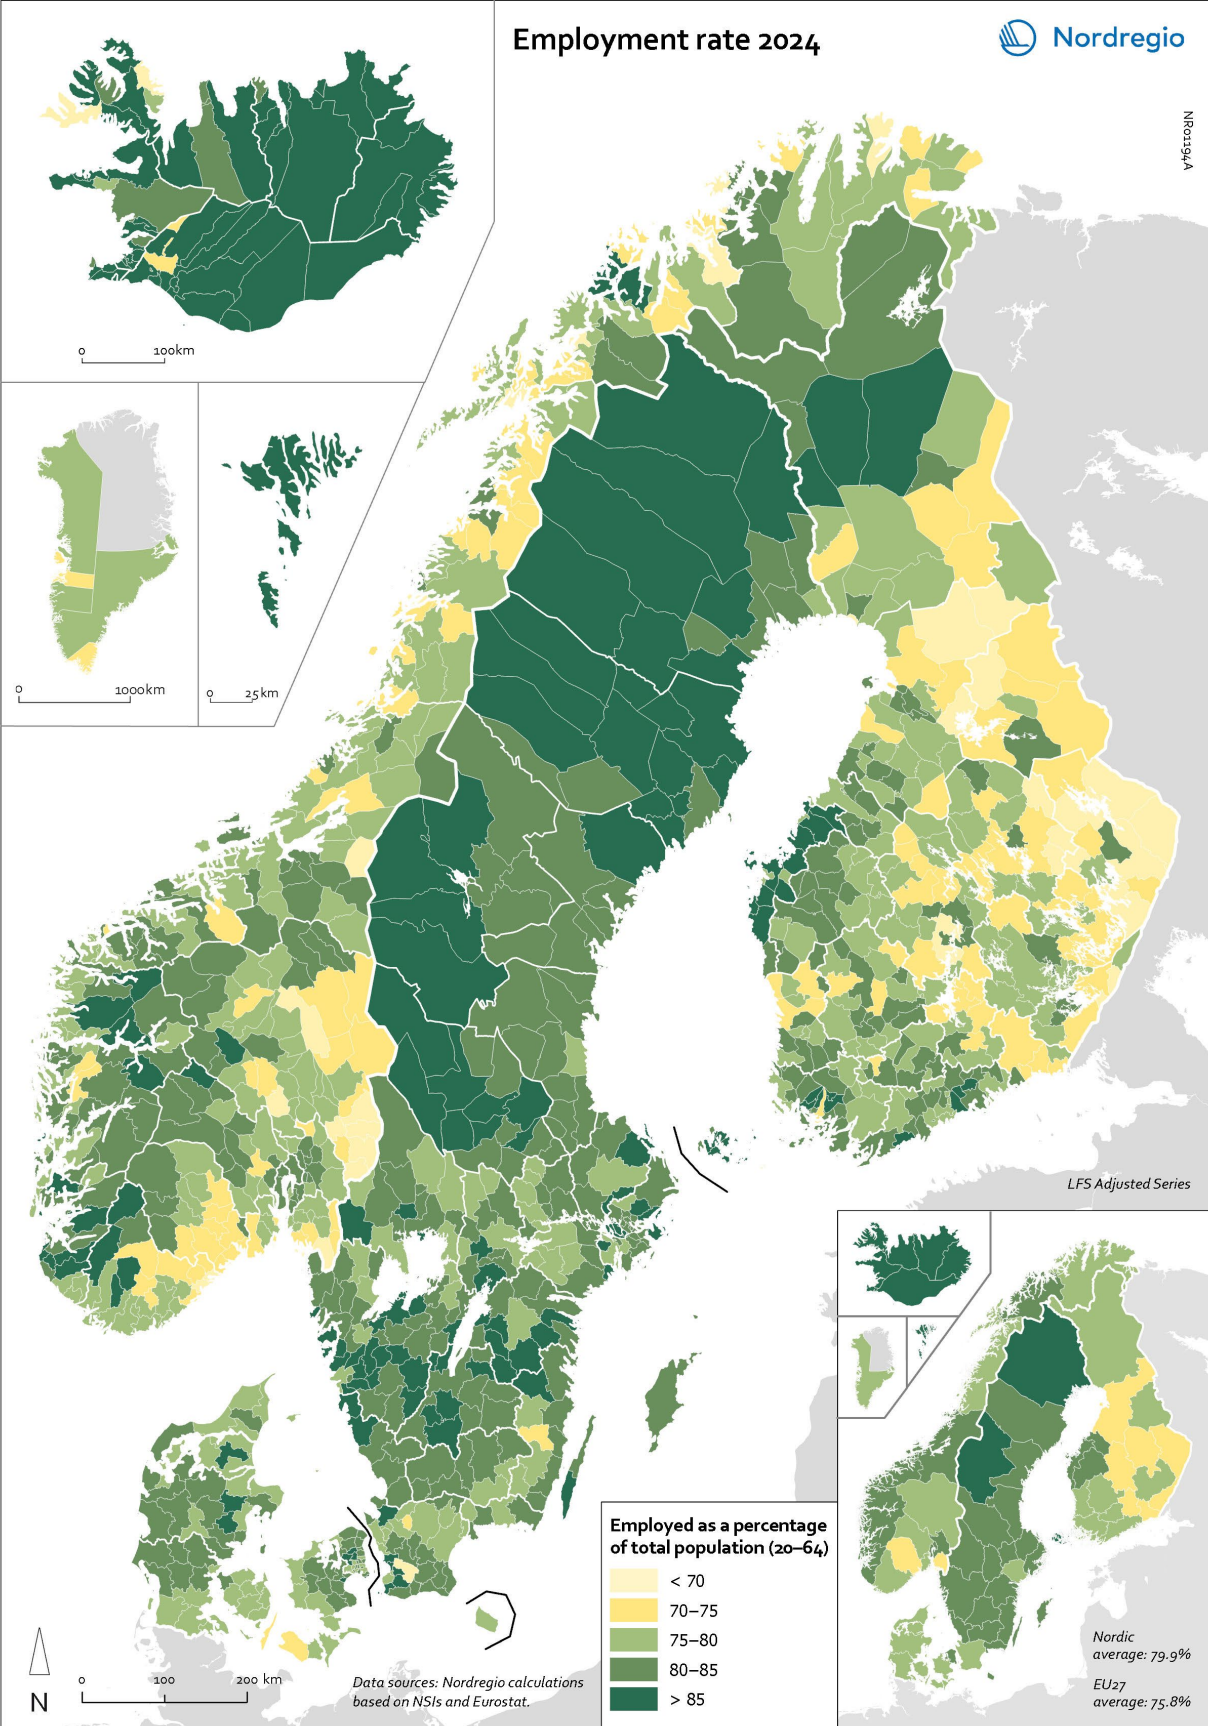 Employment rate 2024
Nordregio
NR01194A
0 100km
0 1000km
0 25km
LFS Adjusted Series
Employed as a percentage
of total population (20–64)
< 70
70–75
75–80
80–85
> 85
Nordic
average: 79.9%
EU27
average: 75.8%
N
0 100 200 km
Data sources: Nordregio calculations
based on NSIs and Eurostat.